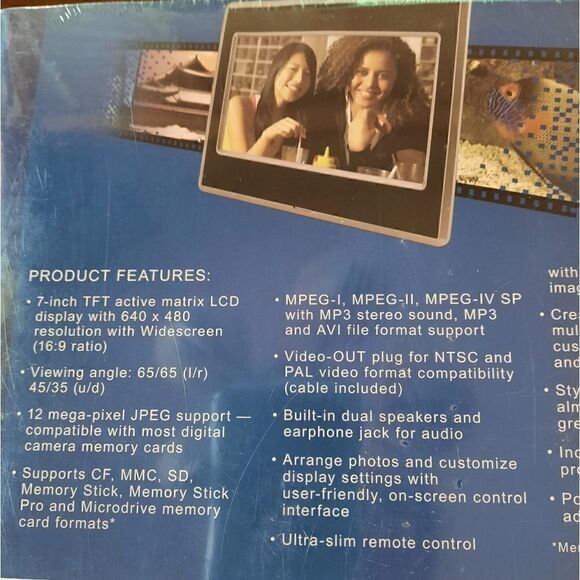 PRODUCT FEATURES:
• 7-inch TFT active matrix LCD
display with 640 x 480
resolution with Widescreen
(16:9 ratio)
• Viewing angle: 65/65 (l/r)
45/35 (u/d)
• 12 mega-pixel JPEG support —
compatible with most digital
camera memory cards
• Supports CF, MMC, SD,
Memory Stick, Memory Stick
Pro and Microdrive memory
card formats*
• MPEG-I, MPEG-II, MPEG-IV SP
with MP3 stereo sound, MP3
and AVI file format support
• Video-OUT plug for NTSC and
PAL video format compatibility
(cable included)
• Built-in dual speakers and
earphone jack for audio
• Arrange photos and customize
display settings with
user-friendly, on-screen control
interface
• Ultra-slim remote control
with